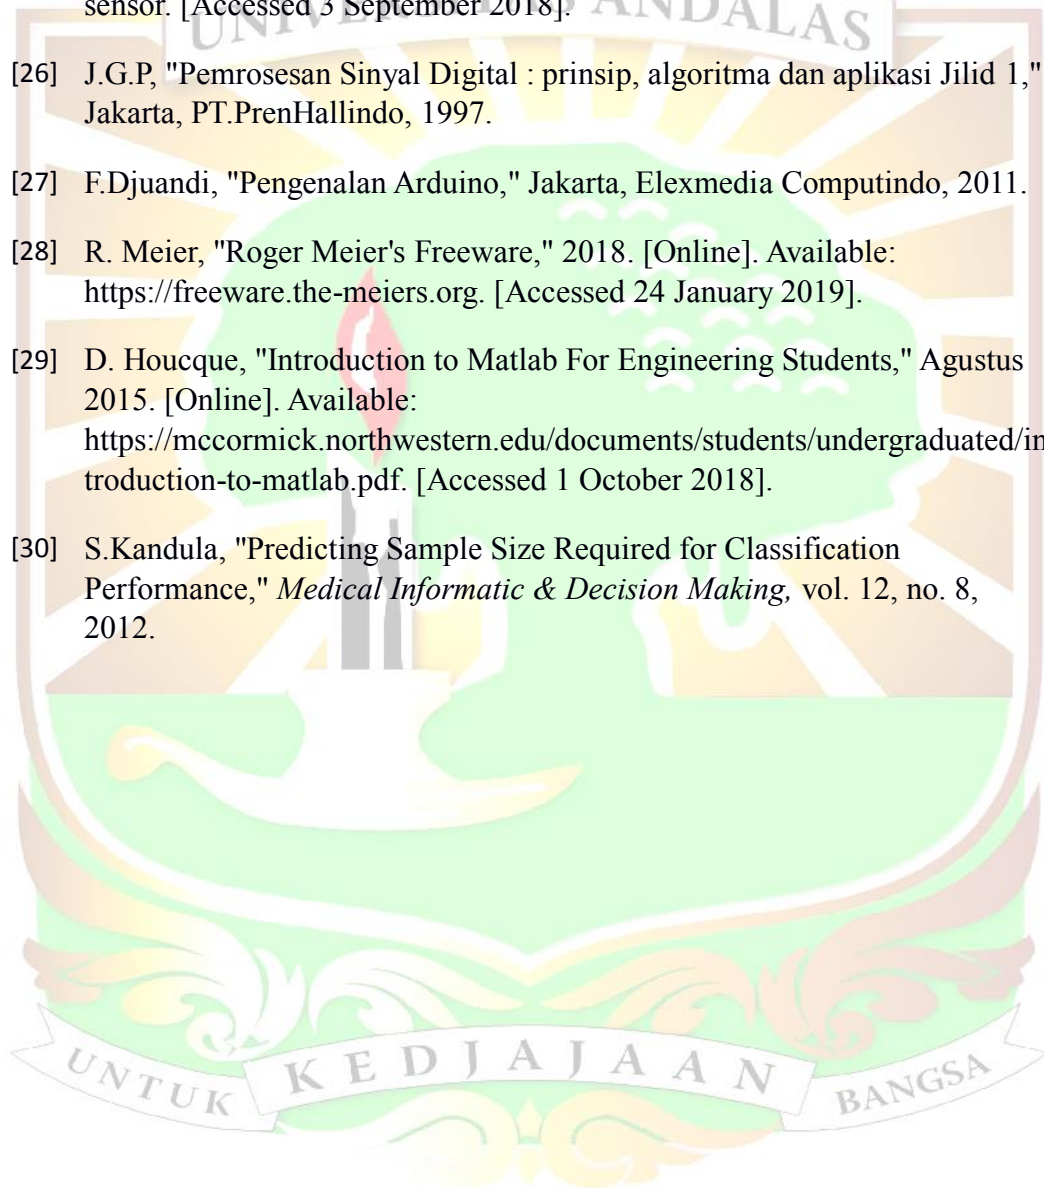 sensor. [Accessed 3 September 2018].
UNIVERSITAS ANDALAS
[26] J.G.P, "Pemrosesan Sinyal Digital : prinsip, algoritma dan aplikasi Jilid 1,"
Jakarta, PT.PrenHallindo, 1997.
[27] F.Djuandi, "Pengenalan Arduino," Jakarta, Elexmedia Computindo, 2011.
[28] R. Meier, "Roger Meier's Freeware," 2018. [Online]. Available:
https://freeware.the-meiers.org. [Accessed 24 January 2019].
[29] D. Houcque, "Introduction to Matlab For Engineering Students," Agustus
2015. [Online]. Available:
https://mccormick.northwestern.edu/documents/students/undergraduated/in
troduction-to-matlab.pdf. [Accessed 1 October 2018].
[30] S.Kandula, "Predicting Sample Size Required for Classification
Performance," Medical Informatic & Decision Making, vol. 12, no. 8,
2012.
UNTUK KEDJAJAAN BANGSA